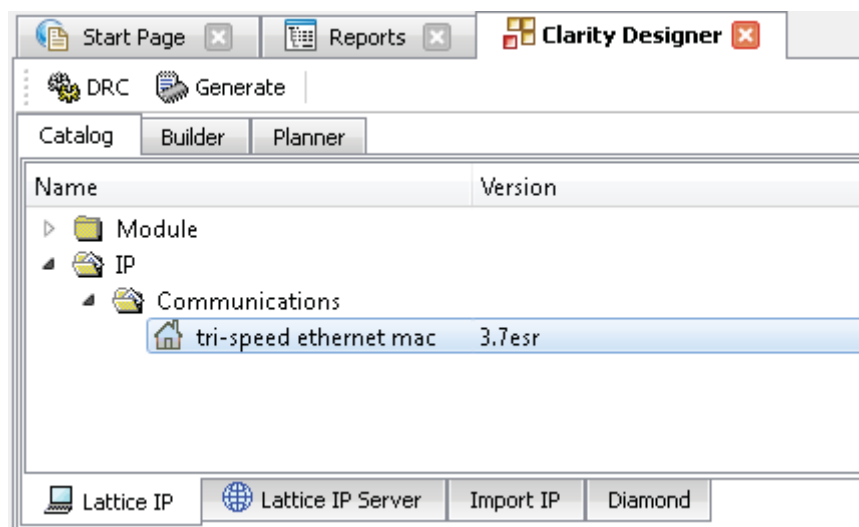 Start Page Reports Clarity Designer
DRC Generate
Catalog Builder Planner
Name Version
Module
IP
Communications
tri-speed ethernet mac 3.7esr
Lattice IP Lattice IP Server Import IP Diamond